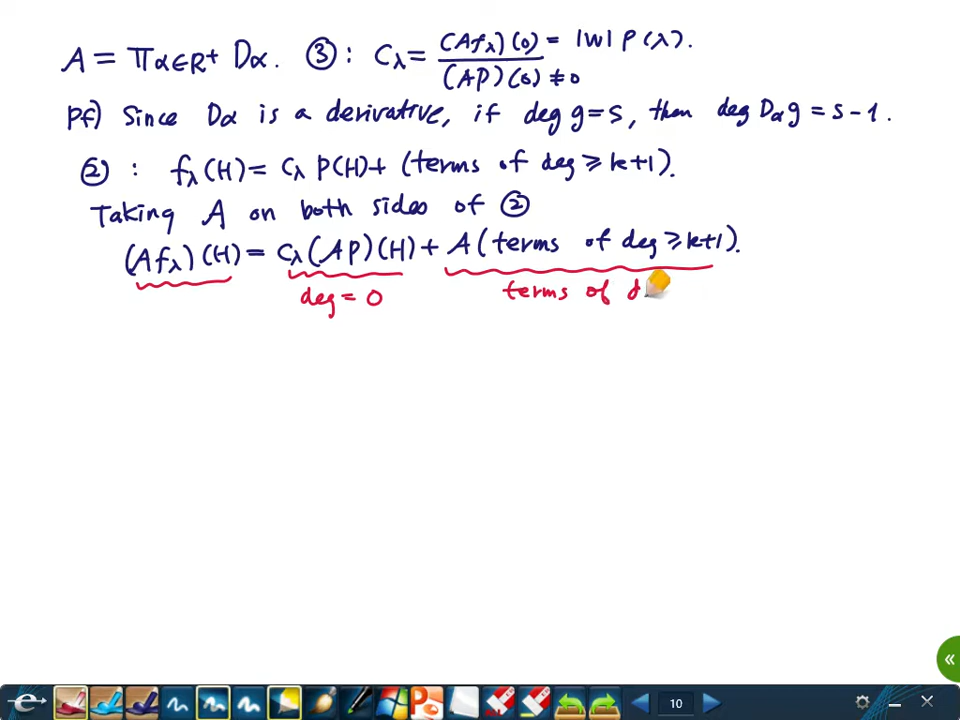 A = Πα∈R⁺ Dα. ③ : Cλ = (Afλ)(0) = |W| P(λ). / (AP)(0) ≠ 0
pf) Since Dα is a derivative, if deg g = s, then deg Dαg = s-1.
② : fλ(H) = Cλ P(H) + (terms of deg ≥ k+1).
Taking A on both sides of ②
(Afλ)(H) = Cλ(AP)(H) + A(terms of deg ≥ k+1).
deg = 0 terms of d
10